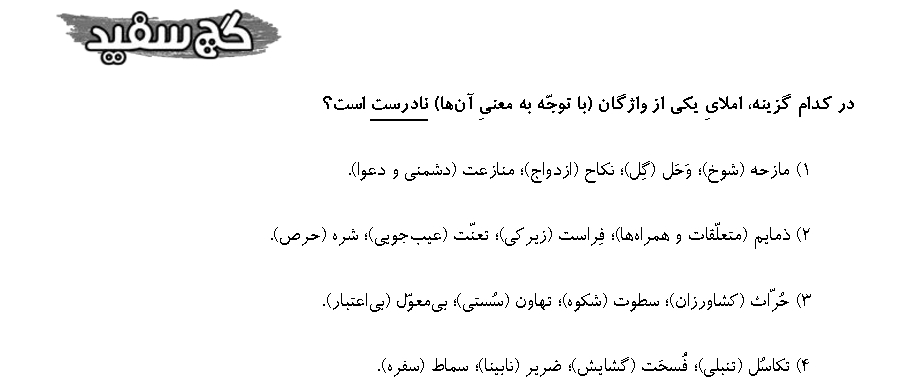 گچ سفید
در کدام گزینه، املایِ یکی از واژگان (با توجّه به معنیِ آن‌ها) نادرست است؟
۱) مازحه (شوخ)؛ وَحَل (گِل)؛ نکاح (ازدواج)؛ منازعت (دشمنی و دعوا).
۲) ذمایم (متعلّقات و همراه‌ها)؛ فِراست (زیرکی)؛ تعنّت (عیب‌جویی)؛ شره (حرص).
۳) حُرّاث (کشاورزان)؛ سطوت (شکوه)؛ تهاون (سُستی)؛ بی‌معوّل (بی‌اعتبار).
۴) تکاسُل (تنبلی)؛ فُسحَت (گشایش)؛ ضریر (نابینا)؛ سماط (سفره).